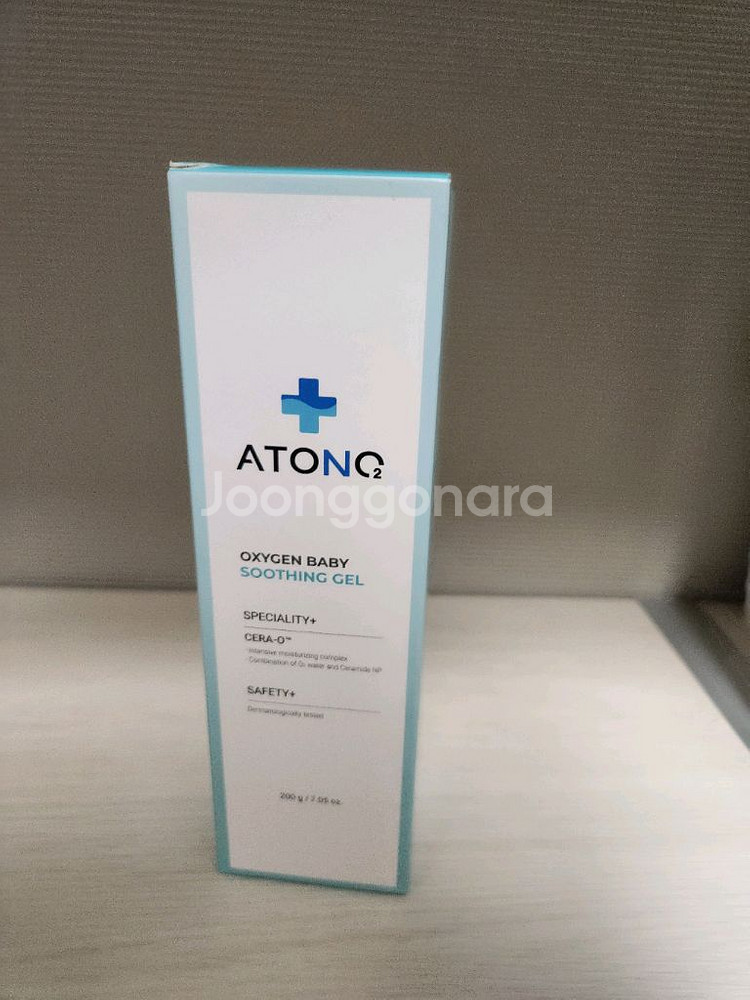 ATONO2
Joonggonara
OXYGEN BABY
SOOTHING GEL
SPECIALITY+
CERA-O™
· Intensive moisturizing complex
· Combination of O₂ water and Ceramide NP
SAFETY+
Dermatologically tested
200 g / 7.05 oz.